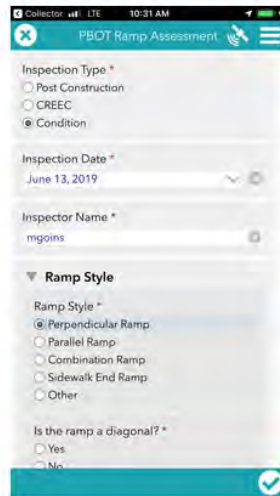 Collector LTE 10:31 AM
PBOT Ramp Assessment
Inspection Type *
Post Construction
CREEC
Condition
Inspection Date *
June 13, 2019
Inspector Name *
mgoins
Ramp Style
Ramp Style *
Perpendicular Ramp
Parallel Ramp
Combination Ramp
Sidewalk End Ramp
Other
Is the ramp a diagonal? *
Yes
No